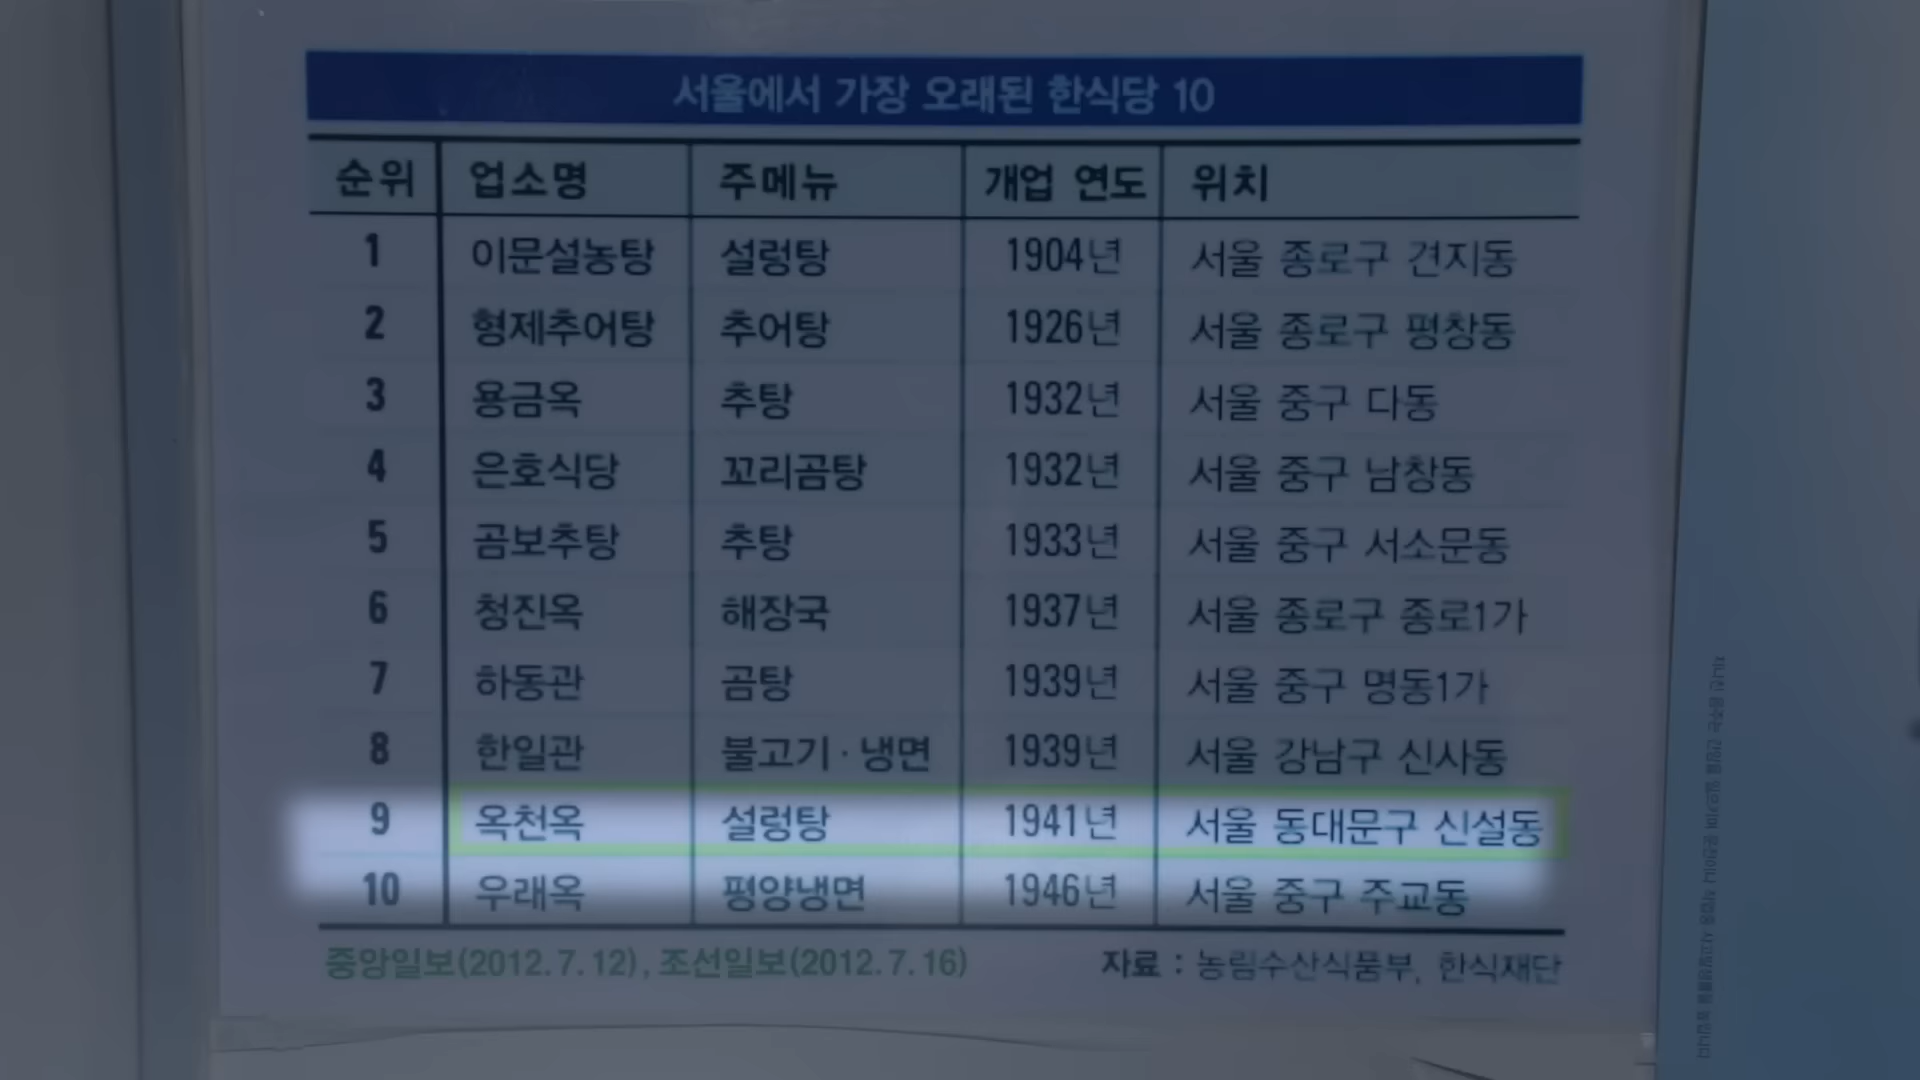 서울에서 가장 오래된 한식당 10
순위 업소명 주메뉴 개업 연도 위치
1 이문설농탕 설렁탕 1904년 서울 종로구 견지동
2 형제추어탕 추어탕 1926년 서울 종로구 평창동
3 용금옥 추탕 1932년 서울 중구 다동
4 은호식당 꼬리곰탕 1932년 서울 중구 남창동
5 곰보추탕 추탕 1933년 서울 중구 서소문동
6 청진옥 해장국 1937년 서울 종로구 종로1가
7 하동관 곰탕 1939년 서울 중구 명동1가
8 한일관 불고기·냉면 1939년 서울 강남구 신사동
9 옥천옥 설렁탕 1941년 서울 동대문구 신설동
10 우래옥 평양냉면 1946년 서울 중구 주교동
중앙일보(2012.7.12), 조선일보(2012.7.16) 자료 : 농림수산식품부, 한식재단